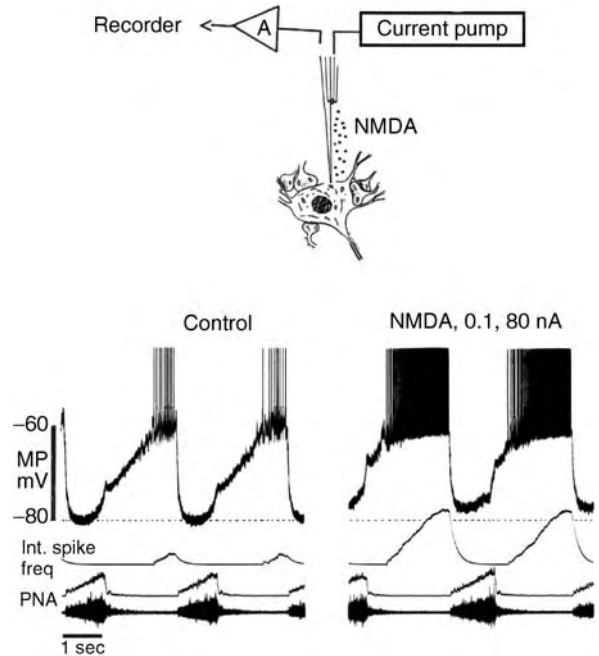 Recorder
A
Current pump
NMDA
Control
NMDA, 0.1, 80 nA
–60
MP
mV
–80
Int. spike
freq
PNA
1 sec